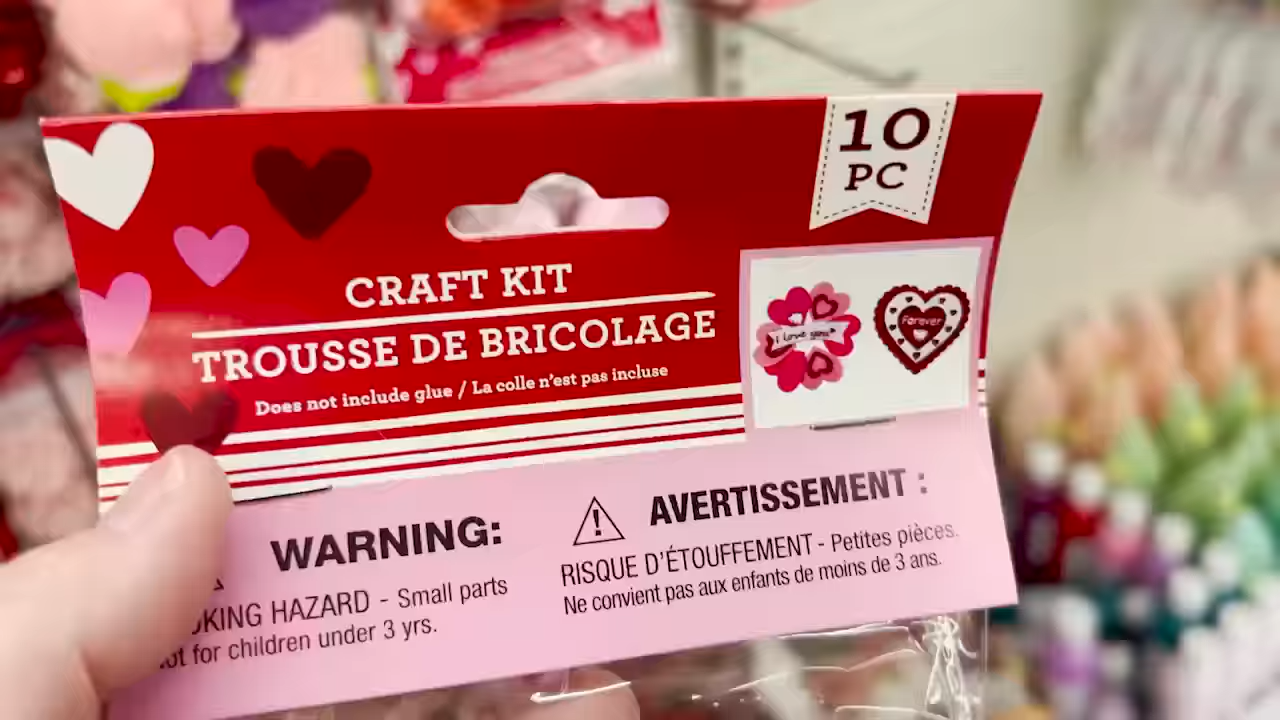 10
PC
CRAFT KIT
TROUSSE DE BRICOLAGE
Does not include glue / La colle n'est pas incluse
I love you
Forever
WARNING:
KING HAZARD - Small parts
for children under 3 yrs.
AVERTISSEMENT :
RISQUE D'ÉTOUFFEMENT - Petites pièces.
Ne convient pas aux enfants de moins de 3 ans.